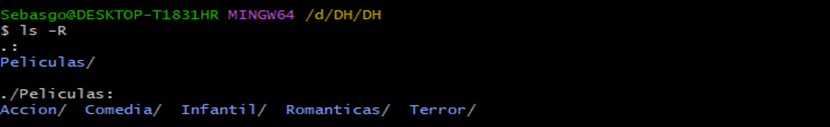 Sebasgo@DESKTOP-T1831HR MINGW64 /d/DH/DH
$ ls -R
.:
Peliculas/

./Peliculas:
Accion/  Comedia/  Infantil/  Romanticas/  Terror/